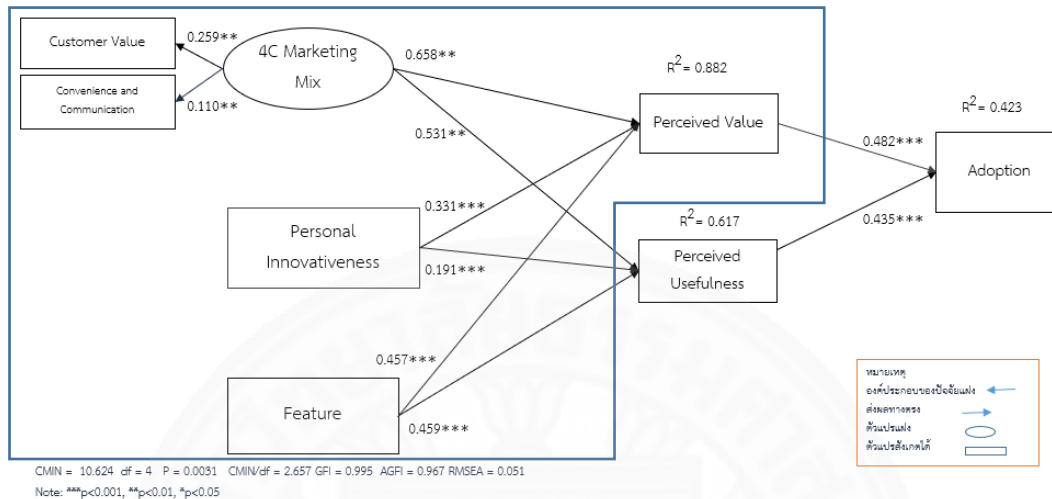 Customer Value
0.259**
4C Marketing
Mix
0.658**
R2= 0.882
Convenience and
Communication
0.110**
R2= 0.423
Perceived Value
0.531**
0.482***
Adoption
0.331***
R2= 0.617
0.435***
Personal
Innovativeness
0.191***
Perceived
Usefulness
0.457***
Feature
0.459***
หมายเหตุ
องค์ประกอบของปัจจัยแฝง
ส่งผลทางตรง
ตัวแปรแฝง
ตัวแปรสังเกตได้
CMIN = 10.624 df = 4 P = 0.0031 CMIN/df = 2.657 GFI = 0.995 AGFI = 0.967 RMSEA = 0.051
Note: ***p<0.001, **p<0.01, *p<0.05